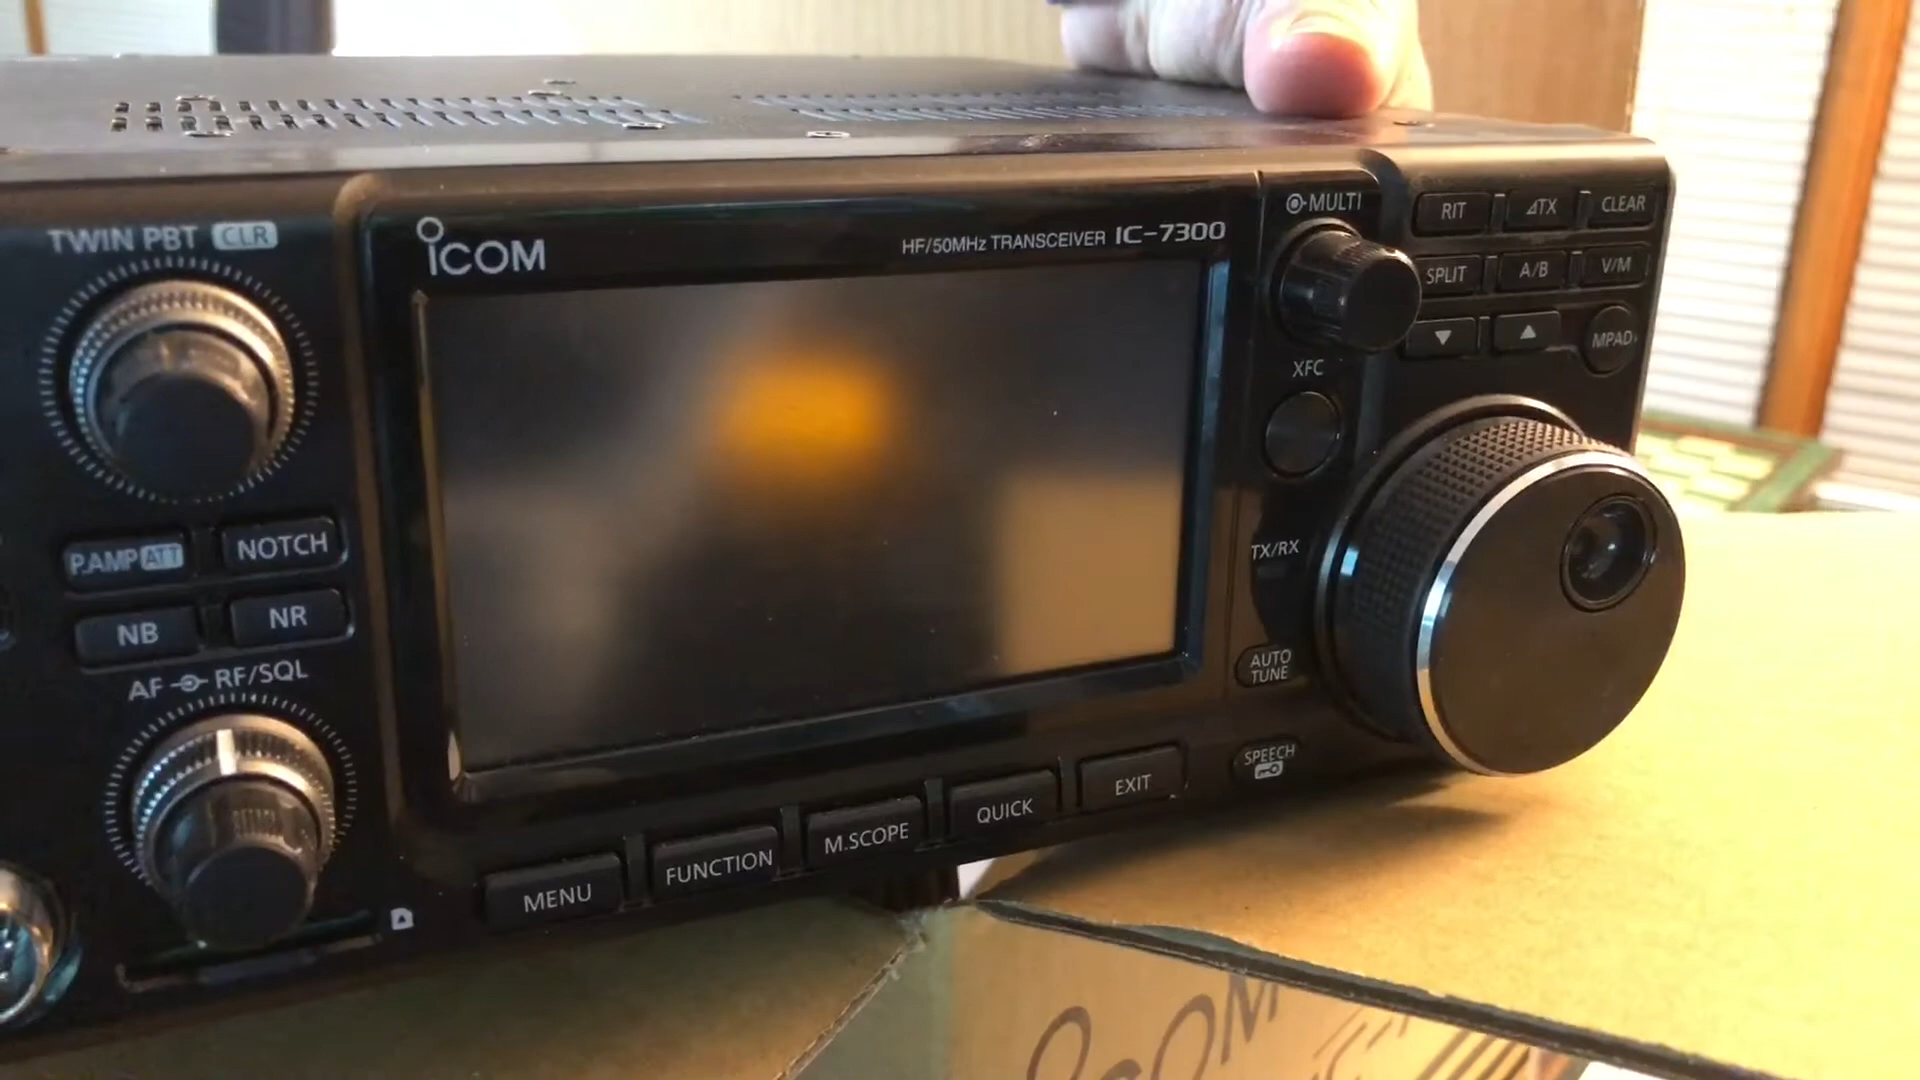 TWIN PBT CLR
ICOM
HF/50MHz TRANSCEIVER IC-7300
MULTI
RIT
⊿TX
CLEAR
SPLIT
A/B
V/M
▼
▲
MPAD
XFC
P.AMP ATT
NOTCH
NB
NR
TX/RX
AF RF/SQL
AUTO
TUNE
SPEECH
MENU
FUNCTION
M.SCOPE
QUICK
EXIT
ICOM